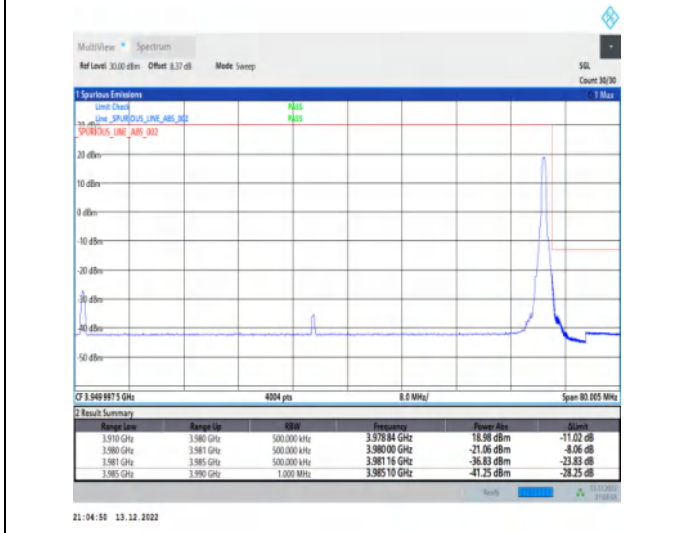 MultiView Spectrum
Ref Level 30.00 dBm Offset 8.37 dB Mode Sweep SGL
Count 30/30
1 Spurious Emissions 1 Max
Limit Check PASS
Line _SPURIOUS_LINE_ABS_002 PASS
SPURIOUS_LINE_ABS_002
20 dBm
10 dBm
0 dBm
-10 dBm
-20 dBm
-30 dBm
-40 dBm
-50 dBm
CF 3.949 997 5 GHz 4004 pts 8.0 MHz/ Span 80.005 MHz
2 Result Summary
Range Low Range Up RBW Frequency Power Abs ΔLimit
3.910 GHz 3.980 GHz 500.000 kHz 3.978 84 GHz 18.98 dBm -11.02 dB
3.980 GHz 3.981 GHz 500.000 kHz 3.980 00 GHz -21.06 dBm -8.06 dB
3.981 GHz 3.985 GHz 500.000 kHz 3.981 16 GHz -36.83 dBm -23.83 dB
3.985 GHz 3.990 GHz 1.000 MHz 3.985 10 GHz -41.25 dBm -28.25 dB
Ready 13.12.2022
21:04:50 13.12.2022